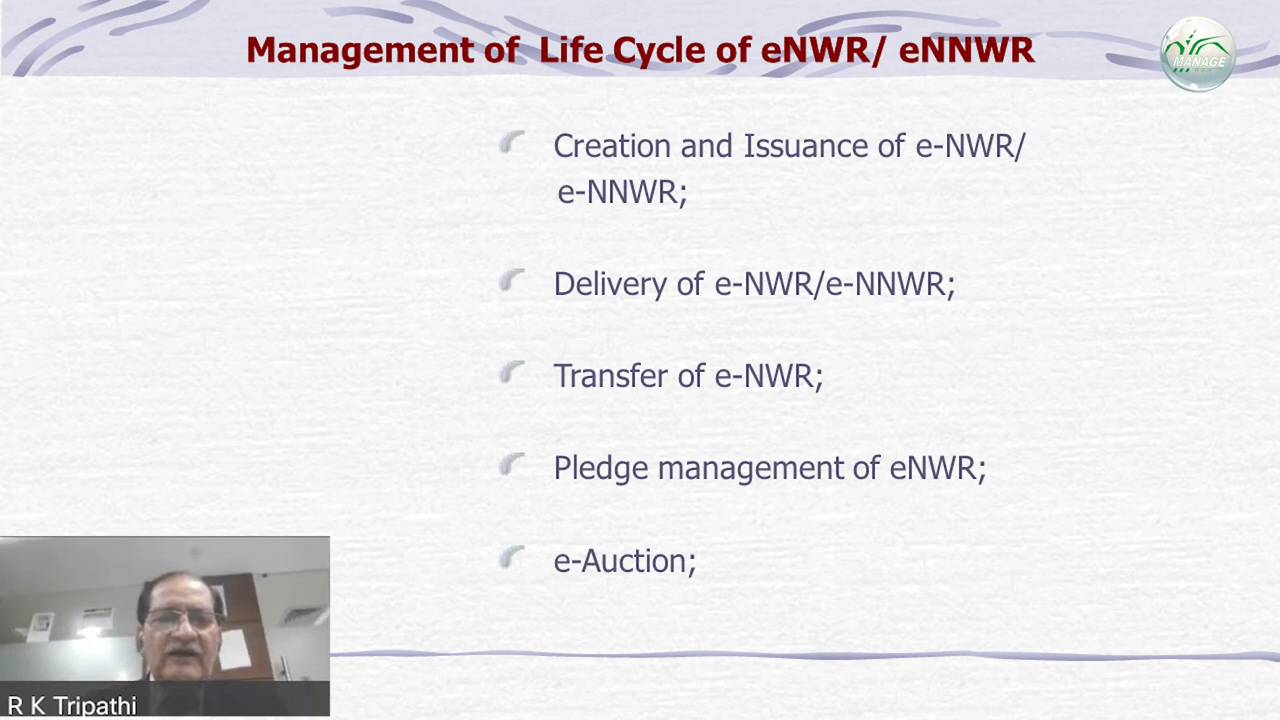 Management of Life Cycle of eNWR/ eNNWR
MANAGE
Creation and Issuance of e-NWR/
e-NNWR;
Delivery of e-NWR/e-NNWR;
Transfer of e-NWR;
Pledge management of eNWR;
e-Auction;
R K Tripathi